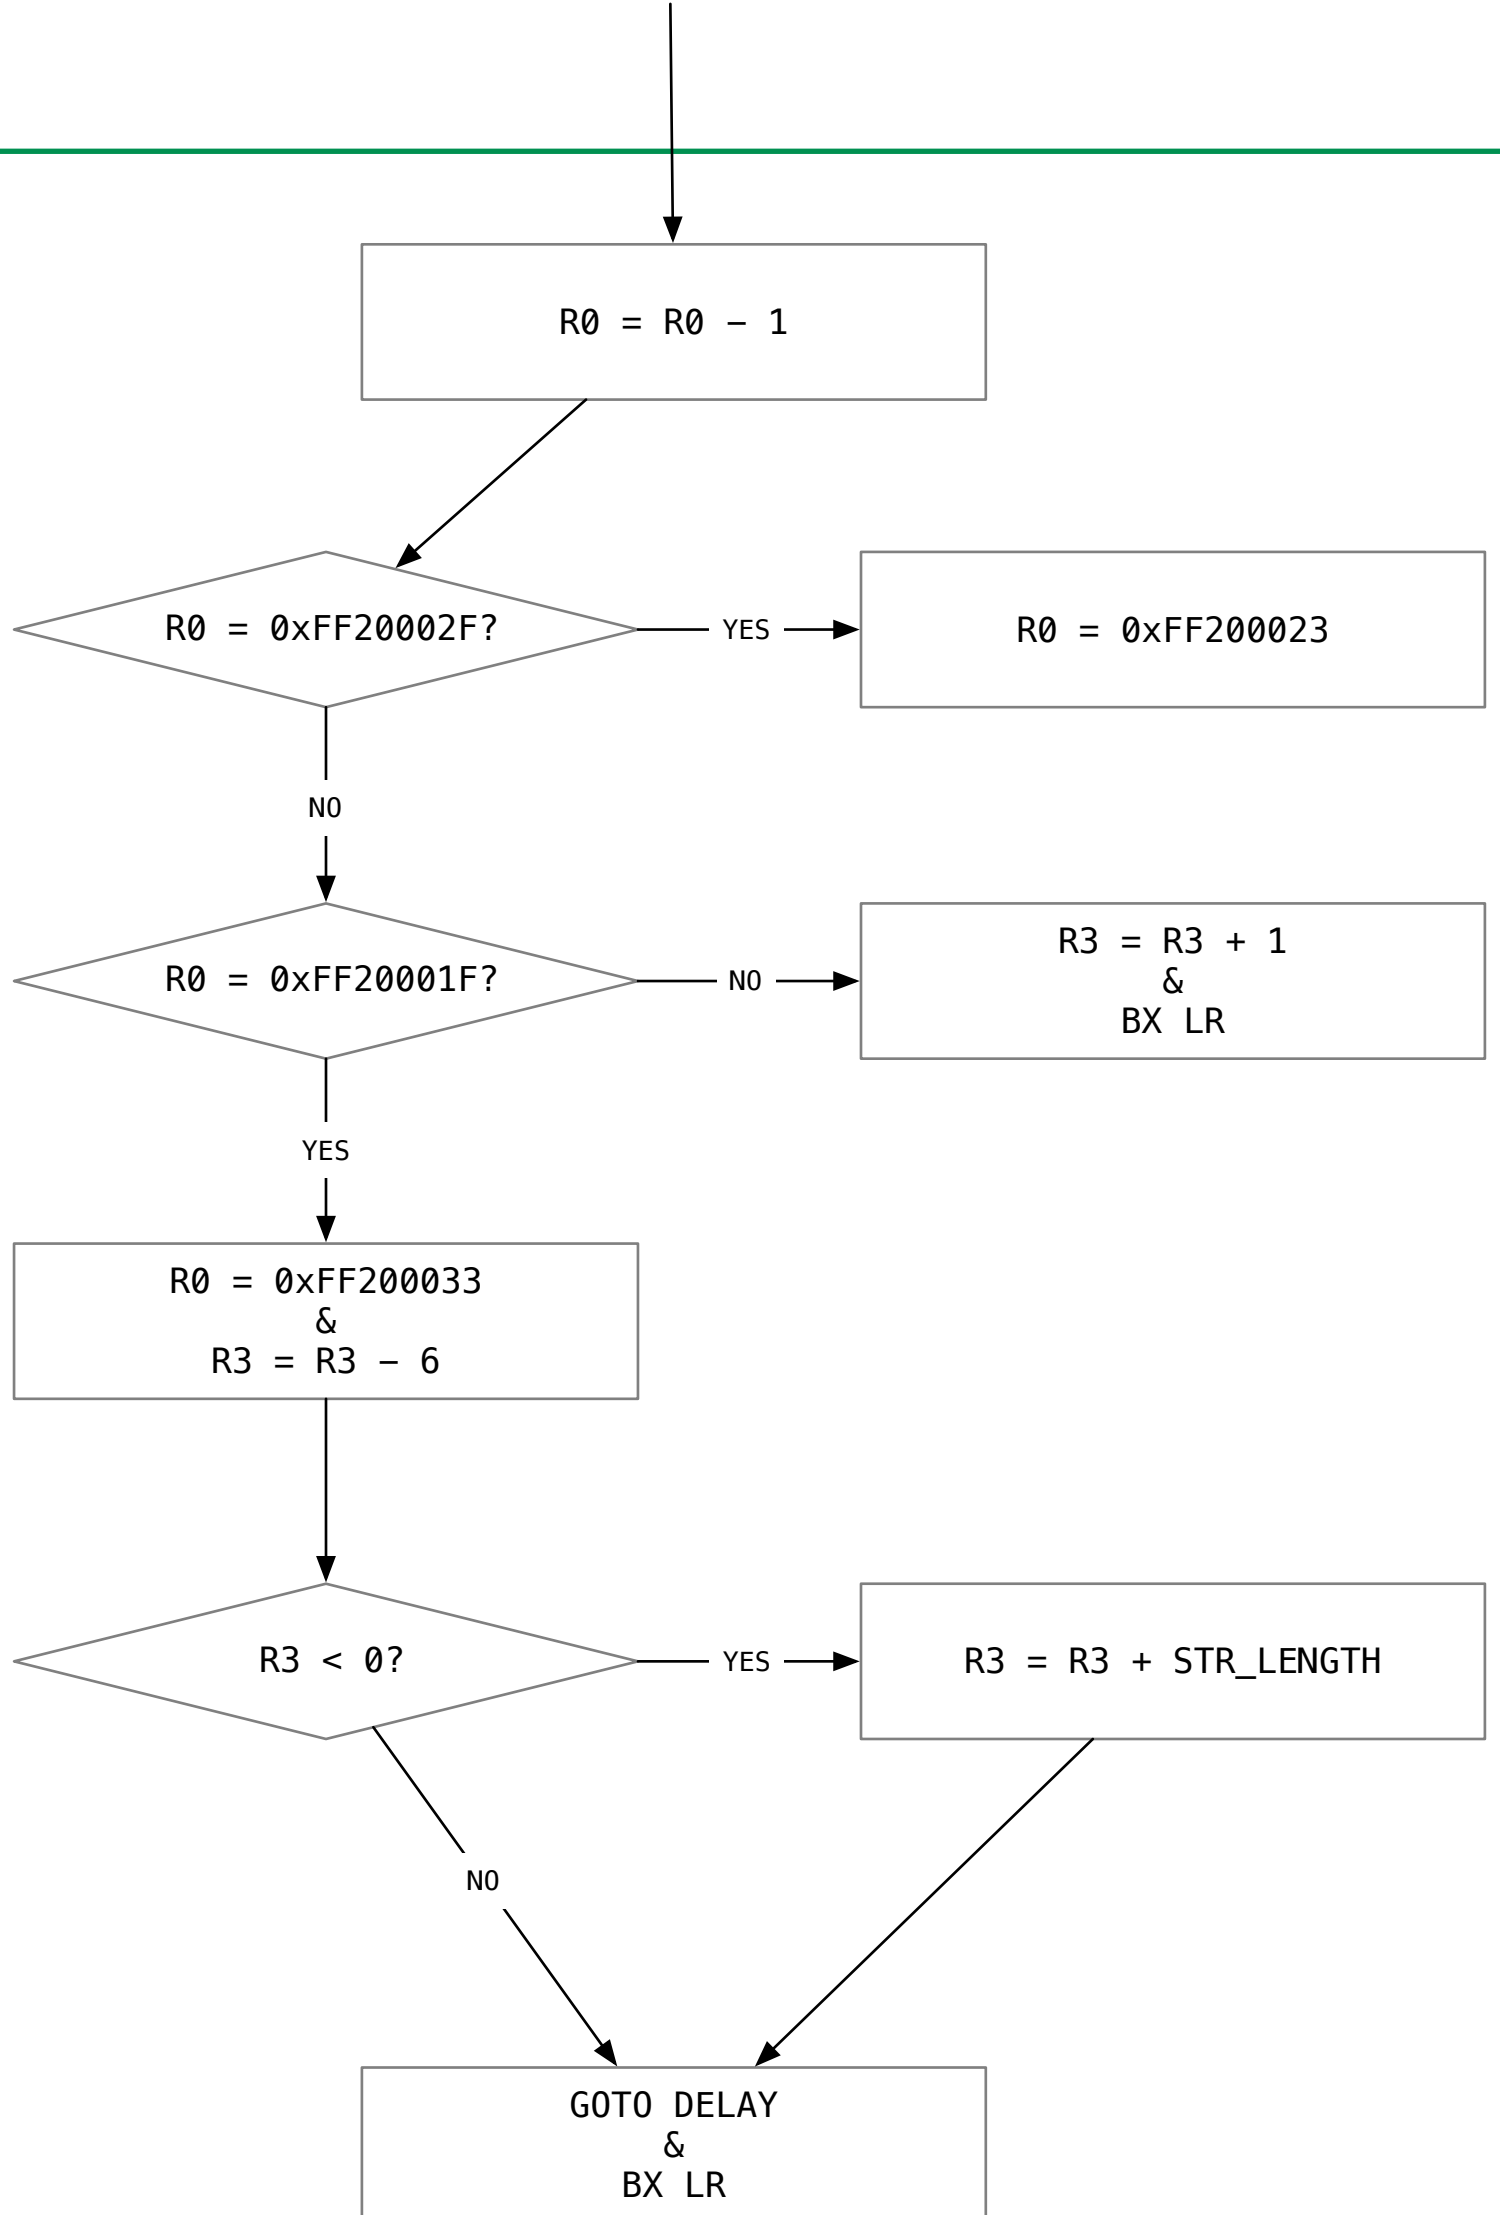 R0 = R0 − 1
R0 = 0xFF20002F?
YES
R0 = 0xFF200023
NO
R0 = 0xFF20001F?
NO
R3 = R3 + 1
&
BX LR
YES
R0 = 0xFF200033
&
R3 = R3 − 6
R3 < 0?
YES
R3 = R3 + STR_LENGTH
NO
GOTO DELAY
&
BX LR